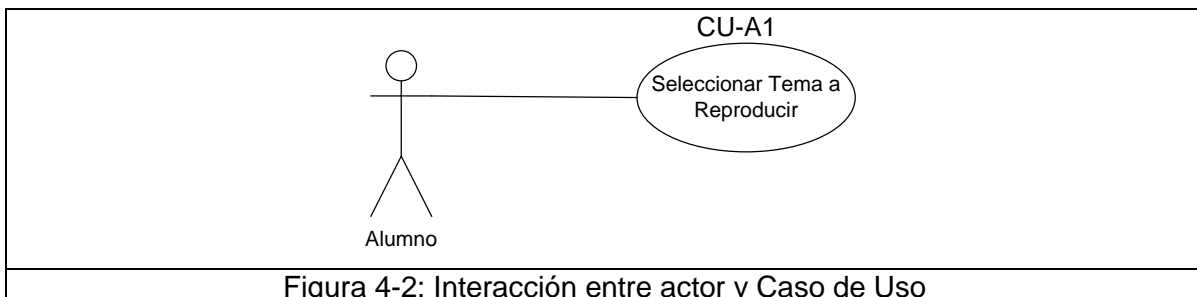 CU-A1
Seleccionar Tema a
Reproducir
Alumno
Figura 4-2: Interacción entre actor y Caso de Uso